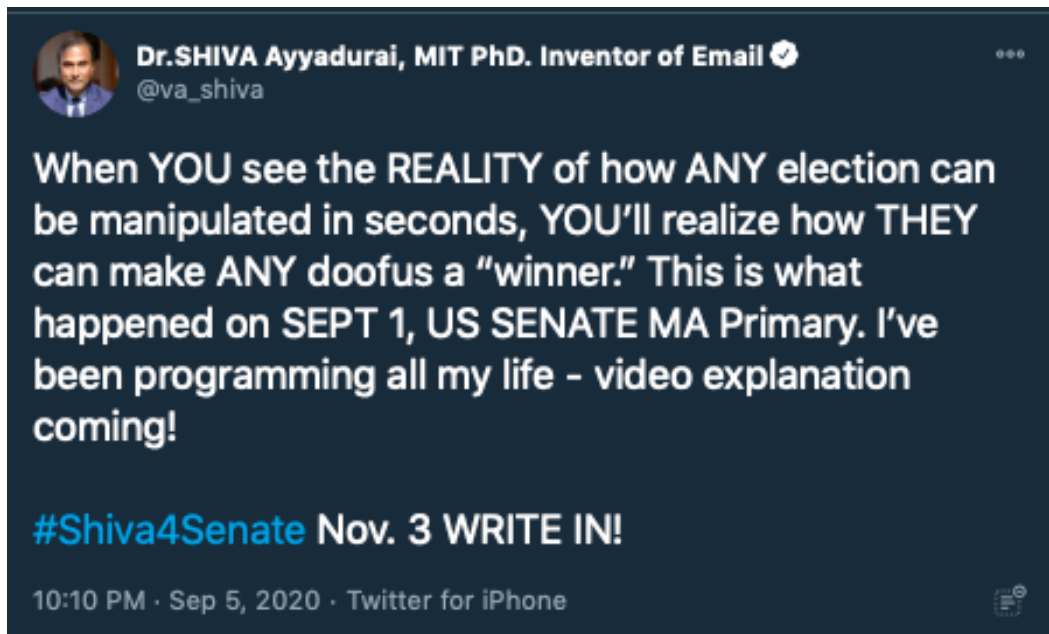 Dr.SHIVA Ayyadurai, MIT PhD. Inventor of Email
@va_shiva
When YOU see the REALITY of how ANY election can
be manipulated in seconds, YOU’ll realize how THEY
can make ANY doofus a “winner.” This is what
happened on SEPT 1, US SENATE MA Primary. I’ve
been programming all my life - video explanation
coming!
#Shiva4Senate Nov. 3 WRITE IN!
10:10 PM · Sep 5, 2020 · Twitter for iPhone